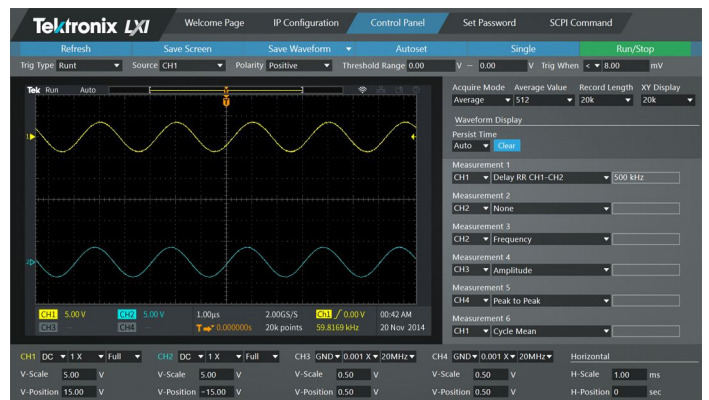 Tektronix LXI Welcome Page IP Configuration Control Panel Set Password SCPI Command
Refresh Save Screen Save Waveform Autoset Single Run/Stop
Trig Type Runt Source CH1 Polarity Positive Threshold Range 0.00 V – 0.00 V Trig When < 8.00 mV
Tek Run Auto
Acquire Mode Average Value Record Length XY Display
Average 512 20k 20k
Waveform Display
Persist Time
Auto Clear
Measurement 1
CH1 Delay RR CH1-CH2 500 kHz
Measurement 2
CH2 None
Measurement 3
CH2 Frequency
Measurement 4
CH3 Amplitude
Measurement 5
CH4 Peak to Peak
Measurement 6
CH1 Cycle Mean
1
2
CH1 5.00 V CH2 5.00 V 1.00µs 2.00GS/S Ch1 / 0.00 V 00:42 AM
CH3 -- CH4 -- T 0.000000s 20k points 59.8169 kHz 20 Nov 2014
CH1 DC 1 X Full CH2 DC 1 X Full CH3 GND 0.001 X 20MHz CH4 GND 0.001 X 20MHz Horizontal
V-Scale 5.00 V V-Scale 5.00 V V-Scale 0.50 V V-Scale 0.50 V H-Scale 1.00 ms
V-Position 15.00 V V-Position -15.00 V V-Position 0.50 V V-Position 0.50 V H-Position 0 sec